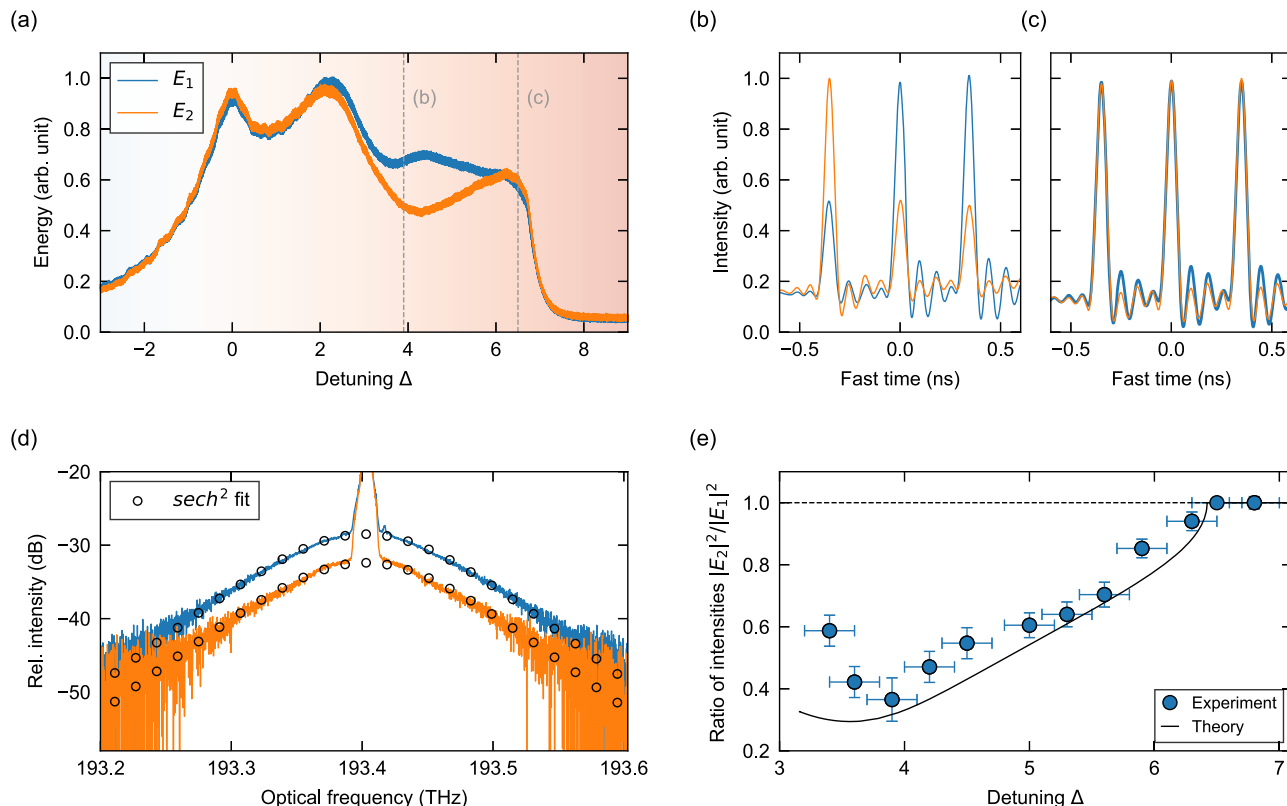 (a)
1.0
0.8
0.6
0.4
0.2
0.0
Energy (arb. unit)
E₁
E₂
(b)
(c)
−2
0
2
4
6
8
Detuning Δ
(b)
1.0
0.8
0.6
0.4
0.2
0.0
Intensity (arb. unit)
−0.5
0.0
0.5
Fast time (ns)
(c)
−0.5
0.0
0.5
Fast time (ns)
(d)
−20
−30
−40
−50
Rel. intensity (dB)
sech² fit
193.2
193.3
193.4
193.5
193.6
Optical frequency (THz)
(e)
1.0
0.8
0.6
0.4
0.2
Ratio of intensities |E₂|²/|E₁|²
Experiment
Theory
3
4
5
6
7
Detuning Δ